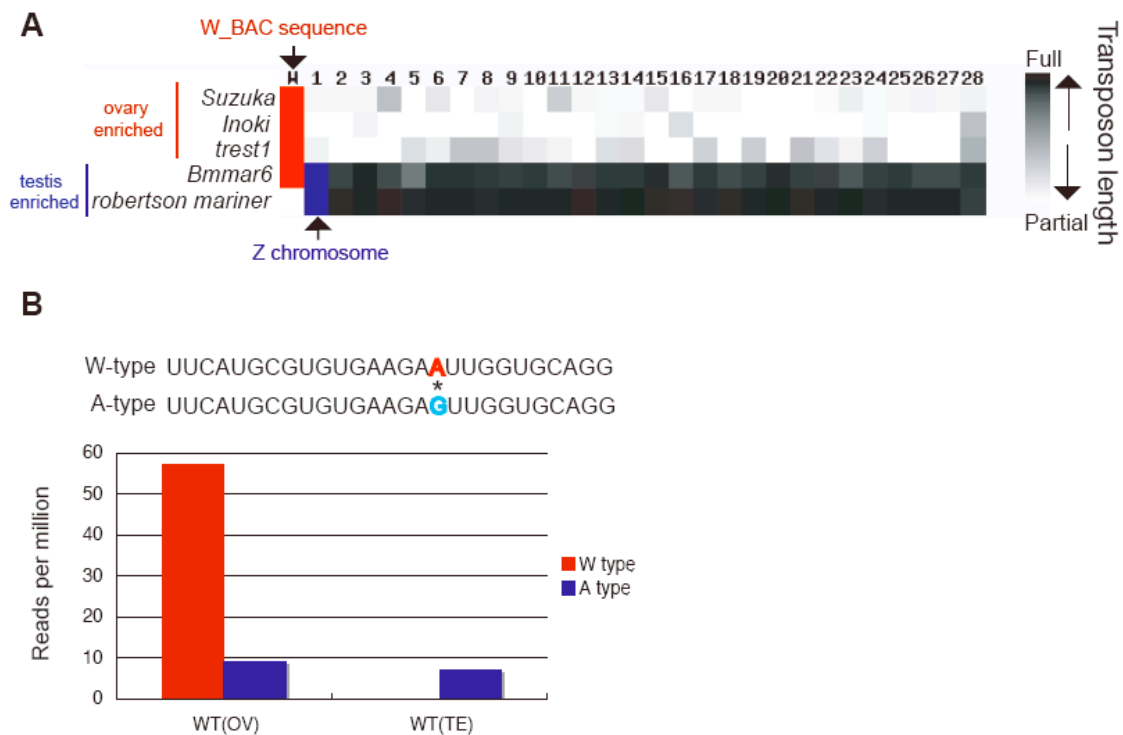 A
W_BAC sequence
W 1 2 3 4 5 6 7 8 9 10 11 12 13 14 15 16 17 18 19 20 21 22 23 24 25 26 27 28
ovary
enriched
Suzuka
Inoki
trest1
testis
enriched
Bmmar6
robertson mariner
Z chromosome
Full
Partial
Transposon length
B
W-type UUCAUGCGUGUGAAGAAUUGGUGCAGG
*
A-type UUCAUGCGUGUGAAGAGUUGGUGCAGG
Reads per million
60
50
40
30
20
10
0
WT(OV) WT(TE)
W type
A type